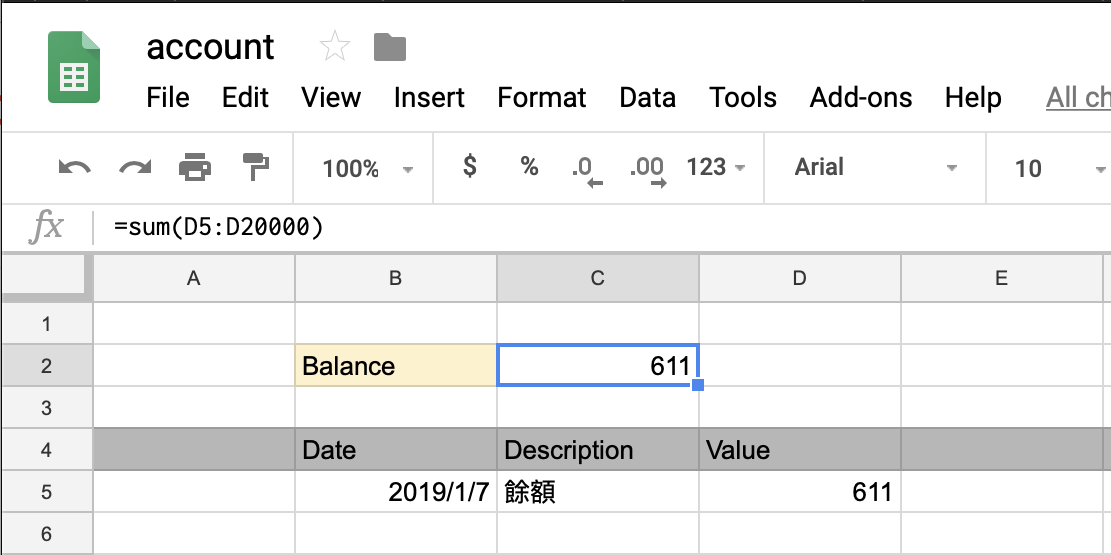 account
File Edit View Insert Format Data Tools Add-ons Help All ch
100% $ % .0 .00 123 Arial 10
fx =sum(D5:D20000)
A B C D E
1
2 Balance 611
3
4 Date Description Value
5 2019/1/7 餘額 611
6